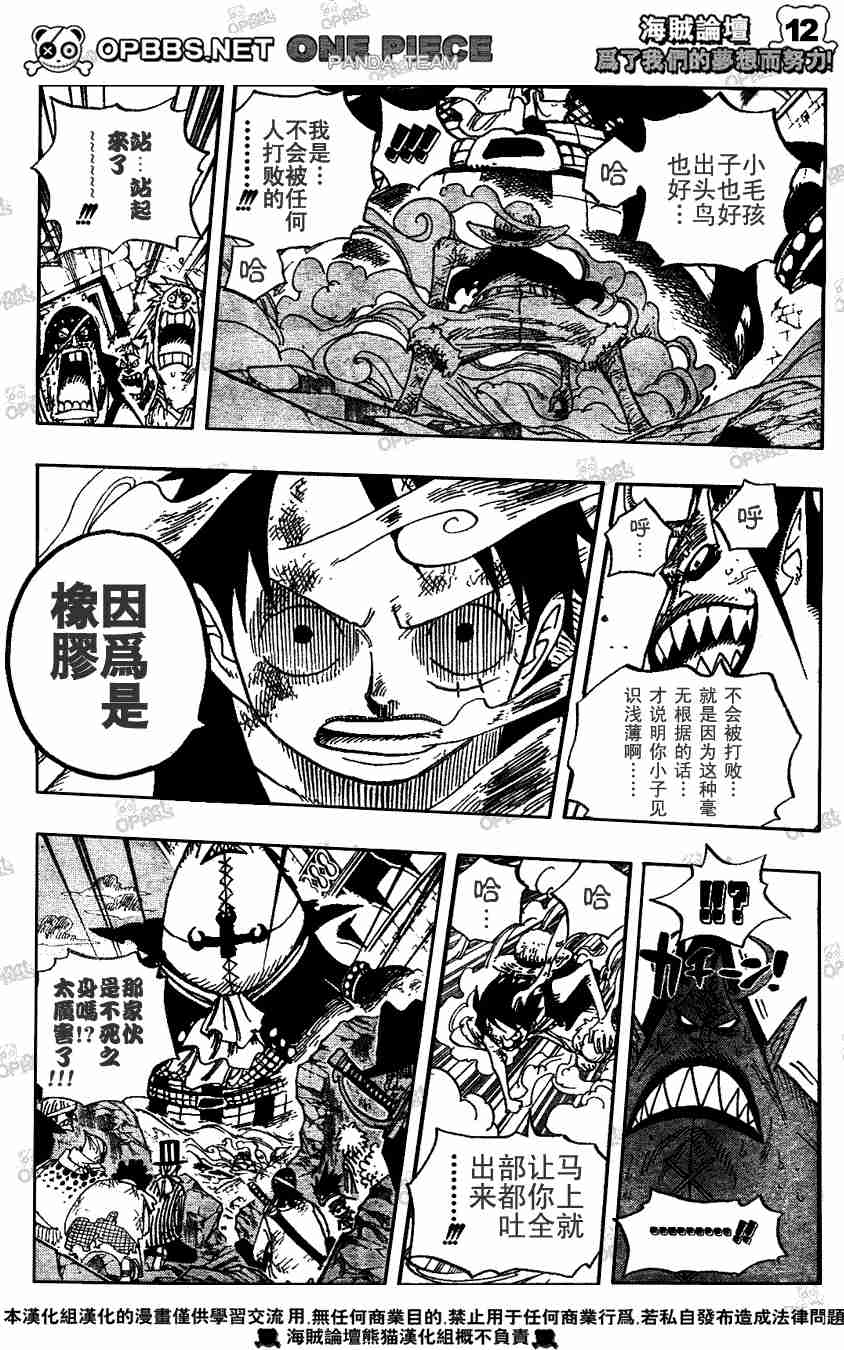 OPBBS.NET ONE PIECE
PANDA TEAM
海賊論壇
爲了我們的夢想而努力!
12
小毛孩
子也好
出头鸟
也好…
哈
!!!
我是…
不会被任何
人打败的
……!!!
哈
站…站起
來了
~~~~~~!!!
呼
呼
…
不会被打败…
就是因为这种毫
无根据的话…
才说明你小子见
识浅薄啊……
因爲是
橡膠
!!?
カチーン!
………!!
哈
哈
…
马上就
让你全
部都吐
出来
……!!!
那家伙
是不死之
身嗎!?
太厲害
了!!!
本漢化組漢化的漫畫僅供學習交流用,無任何商業目的.禁止用于任何商業行爲,若私自發布造成法律問題
海賊論壇熊猫漢化組概不負責
OPBBS.NET